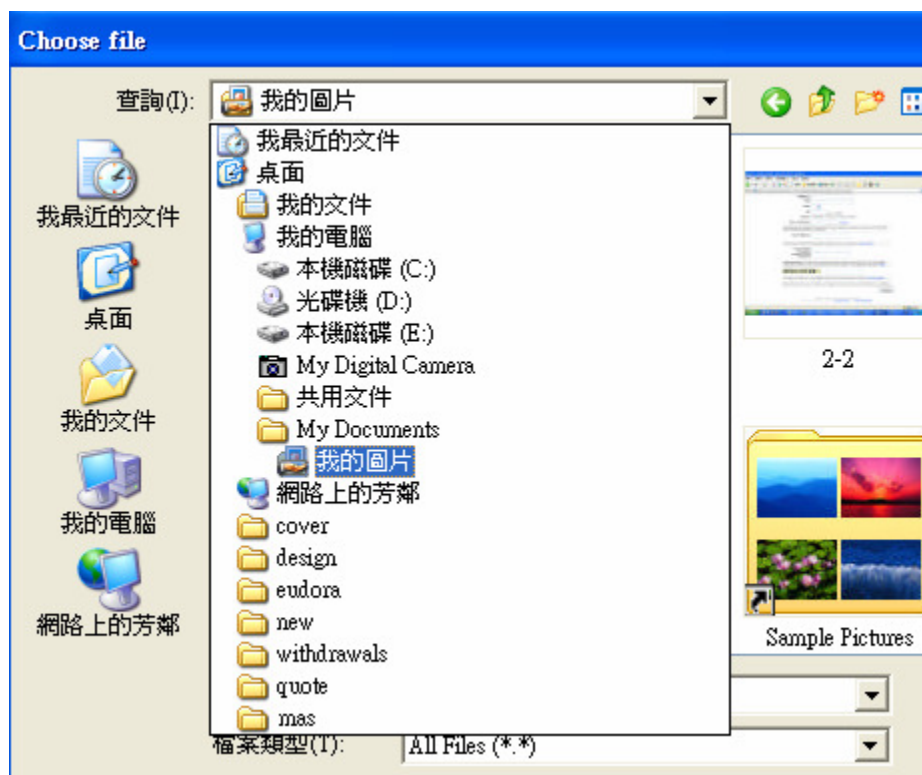 Choose file
查詢(I):
我的圖片
我最近的文件
桌面
我的文件
我的電腦
網路上的芳鄰
我最近的文件
桌面
我的文件
我的電腦
本機磁碟 (C:)
光碟機 (D:)
本機磁碟 (E:)
My Digital Camera
共用文件
My Documents
我的圖片
網路上的芳鄰
cover
design
eudora
new
withdrawals
quote
mas
2-2
Sample Pictures
檔案類型(T):
All Files (*.*)